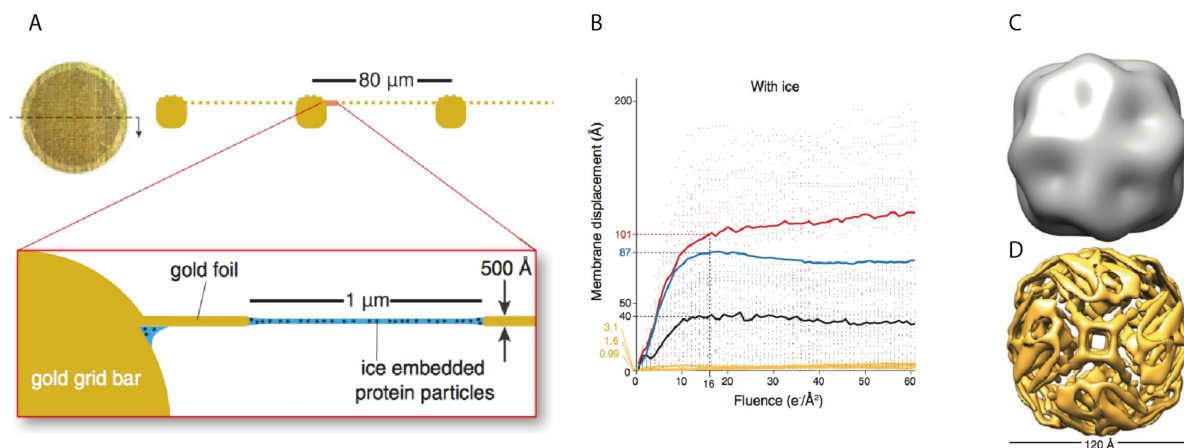 A
80 µm
gold foil
500 Å
1 µm
gold grid bar
ice embedded
protein particles
B
With ice
Membrane displacement (Å)
200
101
87
50
40
3.1
1.6
0.99
0
0 10 16 20 30 40 50 60
Fluence (e⁻/Å²)
C
D
120 Å